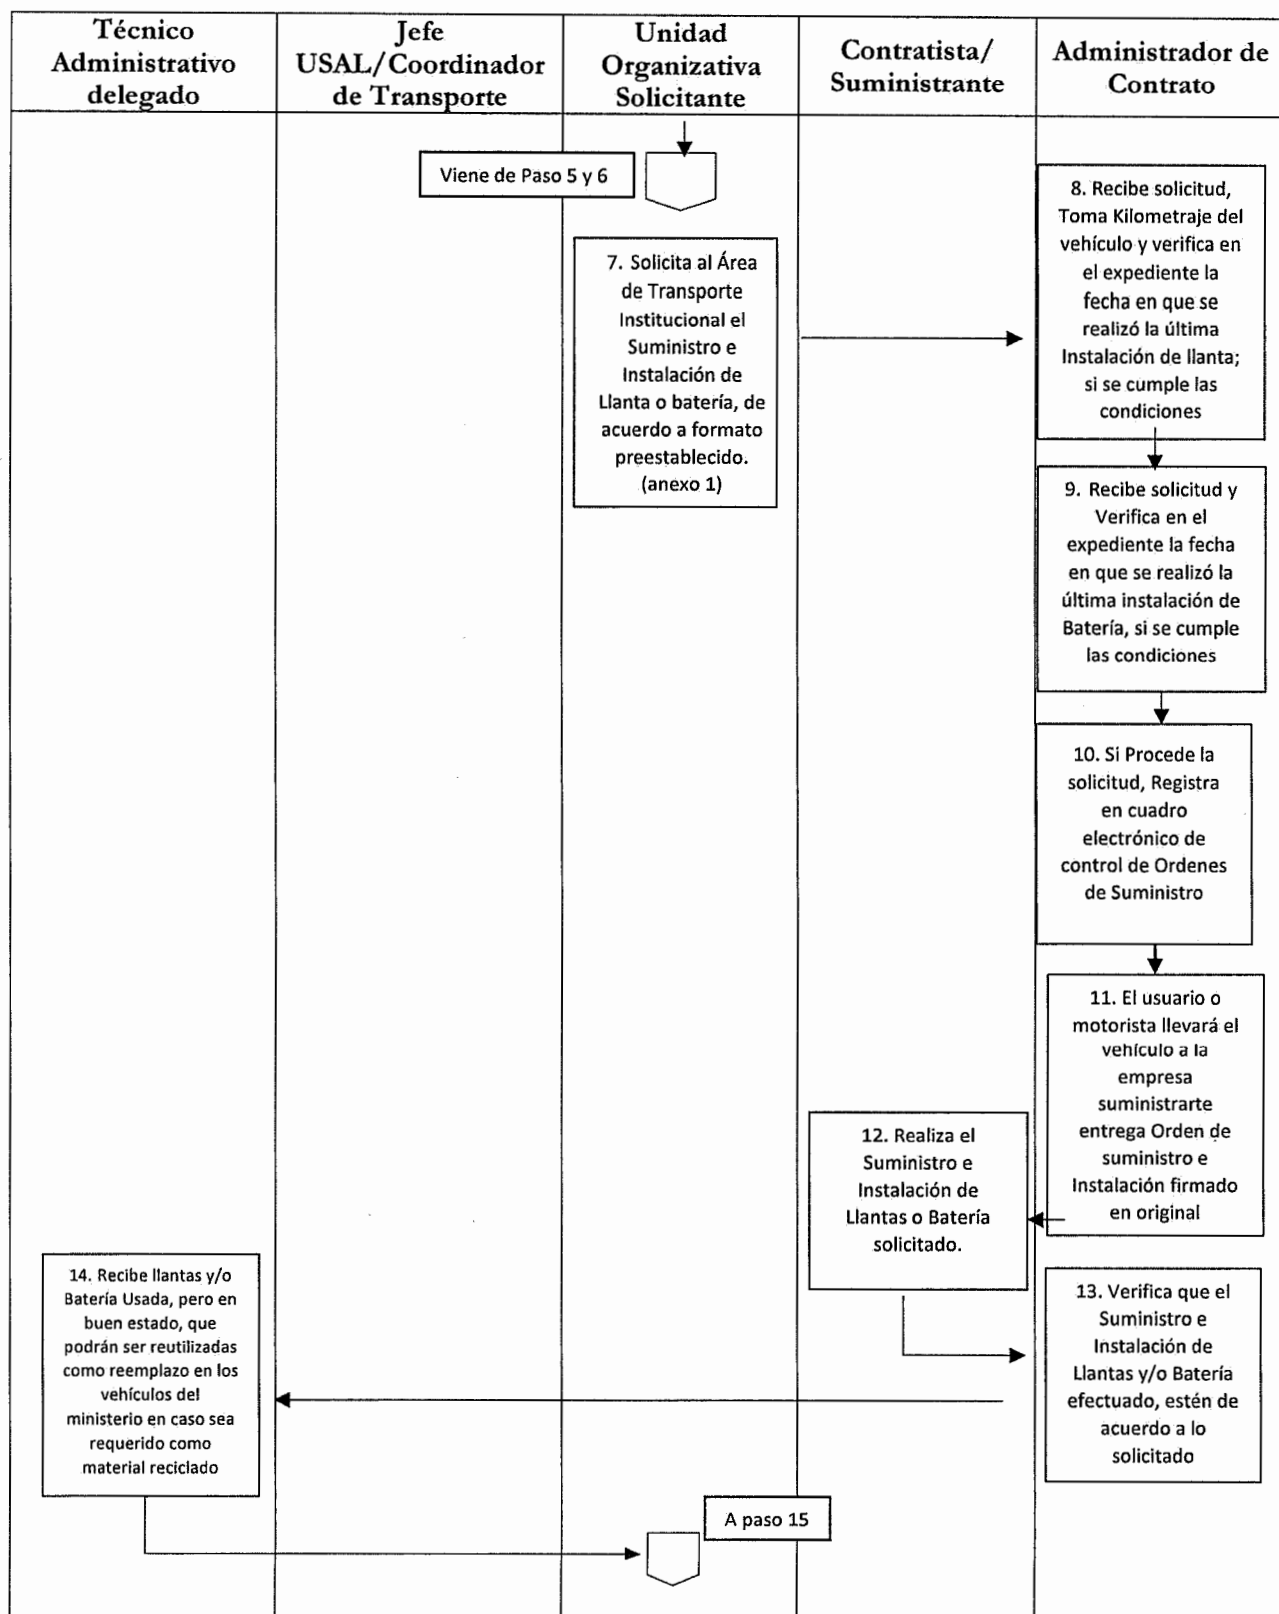 Técnico
Administrativo
delegado
Jefe
USAL/Coordinador
de Transporte
Unidad
Organizativa
Solicitante
Contratista/
Suministrante
Administrador de
Contrato
Viene de Paso 5 y 6
7. Solicita al Área
de Transporte
Institucional el
Suministro e
Instalación de
Llanta o batería, de
acuerdo a formato
preestablecido.
(anexo 1)
8. Recibe solicitud,
Toma Kilometraje del
vehículo y verifica en
el expediente la
fecha en que se
realizó la última
Instalación de llanta;
si se cumple las
condiciones
9. Recibe solicitud y
Verifica en el
expediente la fecha
en que se realizó la
última instalación de
Batería, si se cumple
las condiciones
10. Si Procede la
solicitud, Registra
en cuadro
electrónico de
control de Ordenes
de Suministro
11. El usuario o
motorista llevará el
vehículo a la
empresa
suministrarte
entrega Orden de
suministro e
Instalación firmado
en original
12. Realiza el
Suministro e
Instalación de
Llantas o Batería
solicitado.
13. Verifica que el
Suministro e
Instalación de
Llantas y/o Batería
efectuado, estén de
acuerdo a lo
solicitado
14. Recibe llantas y/o
Batería Usada, pero en
buen estado, que
podrán ser reutilizadas
como reemplazo en los
vehículos del
ministerio en caso sea
requerido como
material reciclado
A paso 15